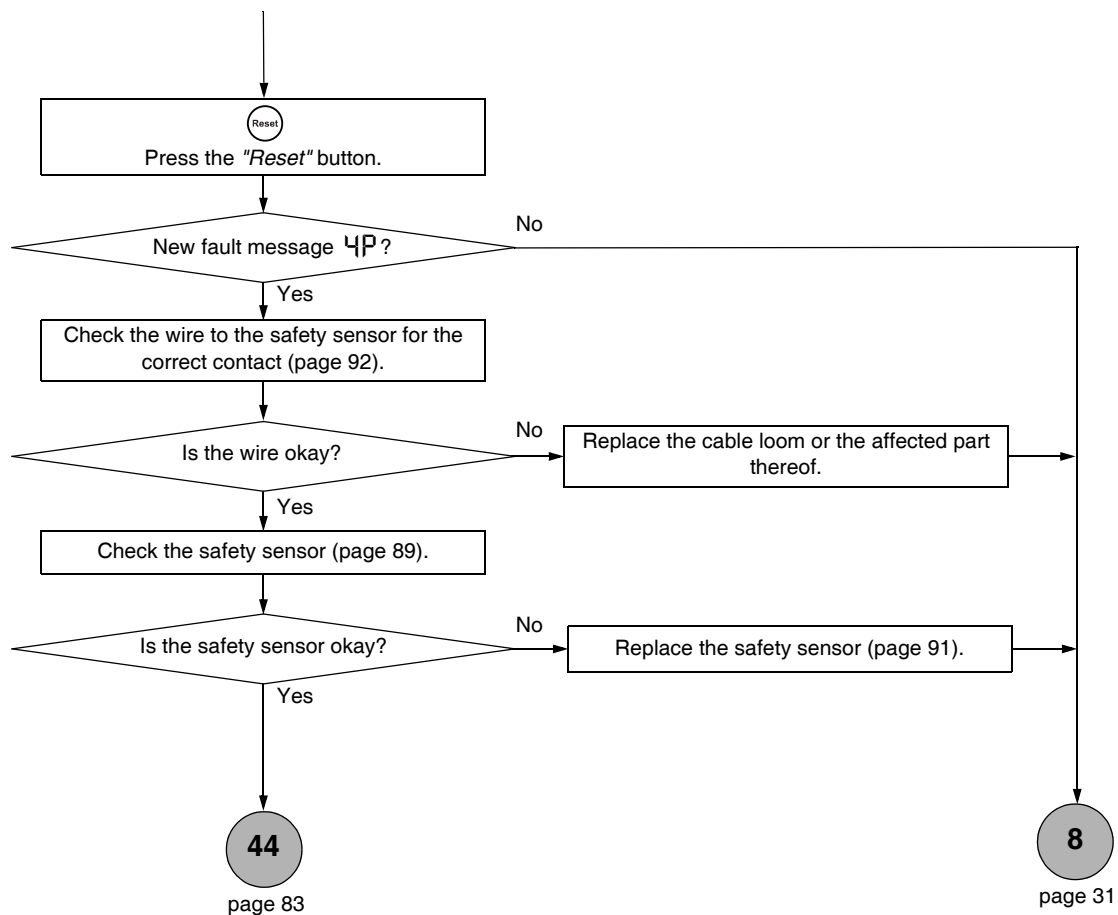 Reset
Press the "Reset" button.
No
New fault message 4P?
Yes
Check the wire to the safety sensor for the
correct contact (page 92).
No
Is the wire okay?
Replace the cable loom or the affected part
thereof.
Yes
Check the safety sensor (page 89).
No
Is the safety sensor okay?
Replace the safety sensor (page 91).
Yes
44
page 83
8
page 31